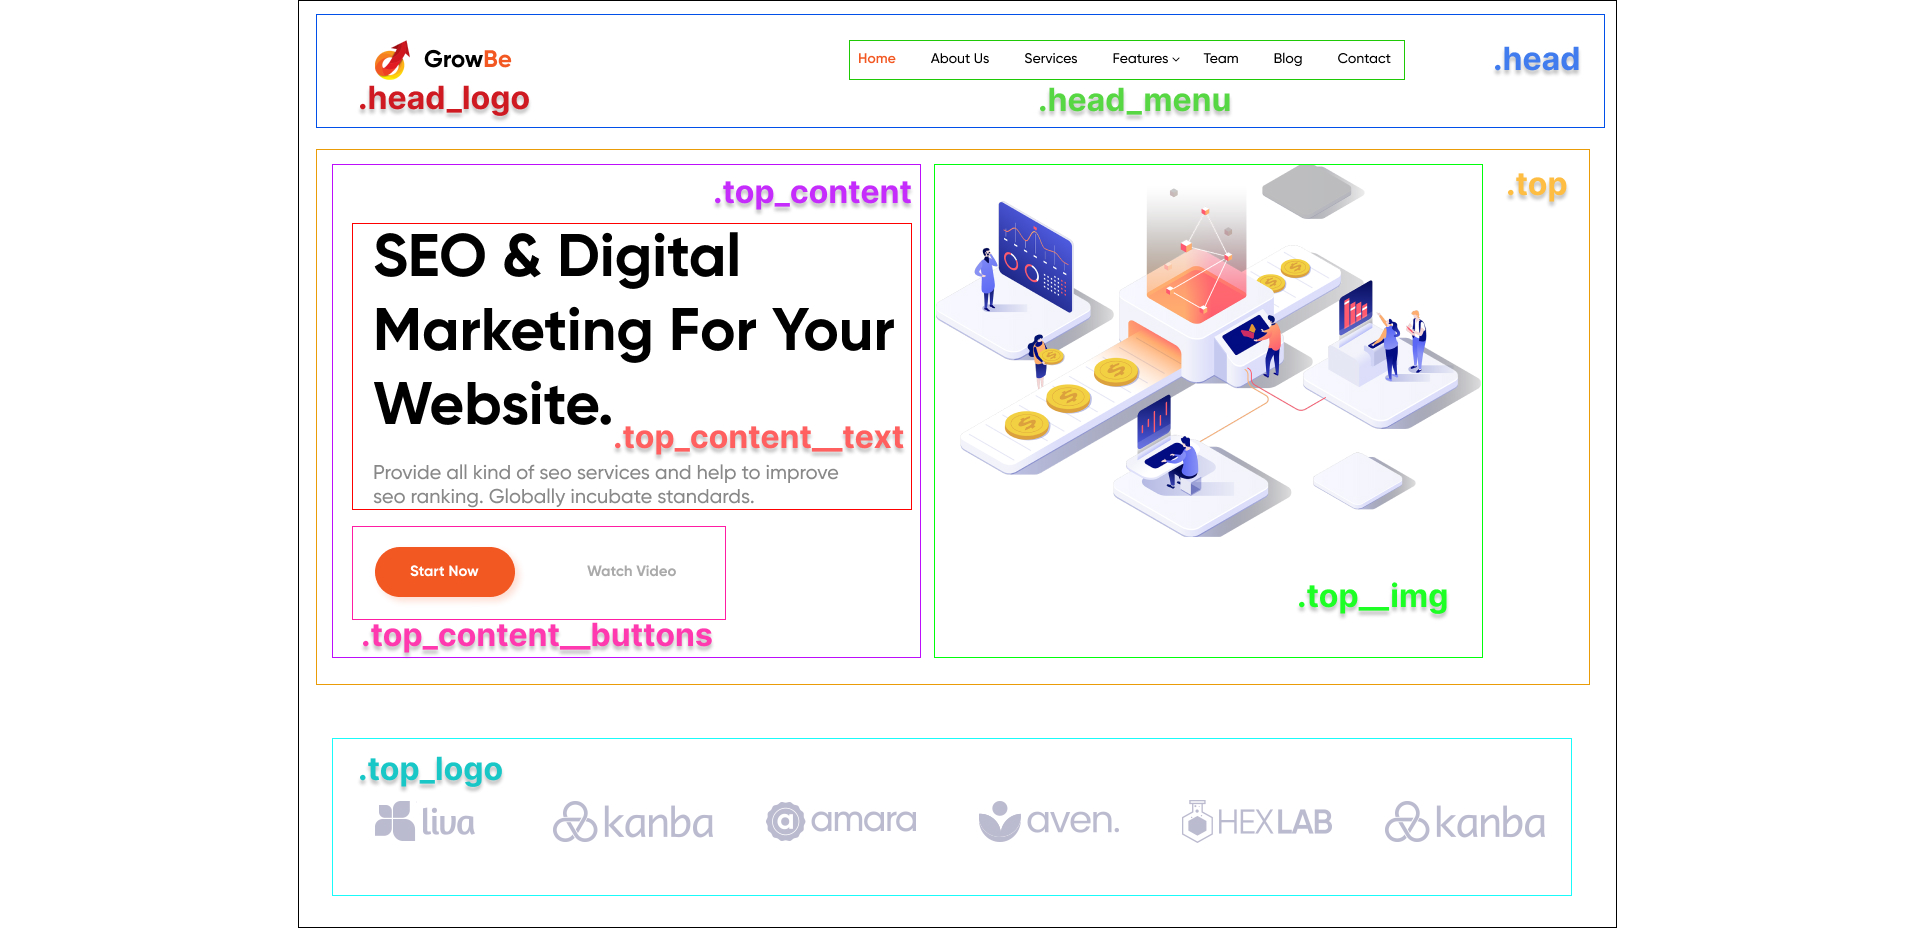 GrowBe
Home About Us Services Features Team Blog Contact
.head
.head_logo
.head_menu
.top_content
.top
SEO & Digital
Marketing For Your
Website.
.top_content__text
Provide all kind of seo services and help to improve
seo ranking. Globally incubate standards.
Start Now
Watch Video
.top_content__buttons
.top__img
.top_logo
liva
kanba
amara
aven.
HEXLAB
kanba